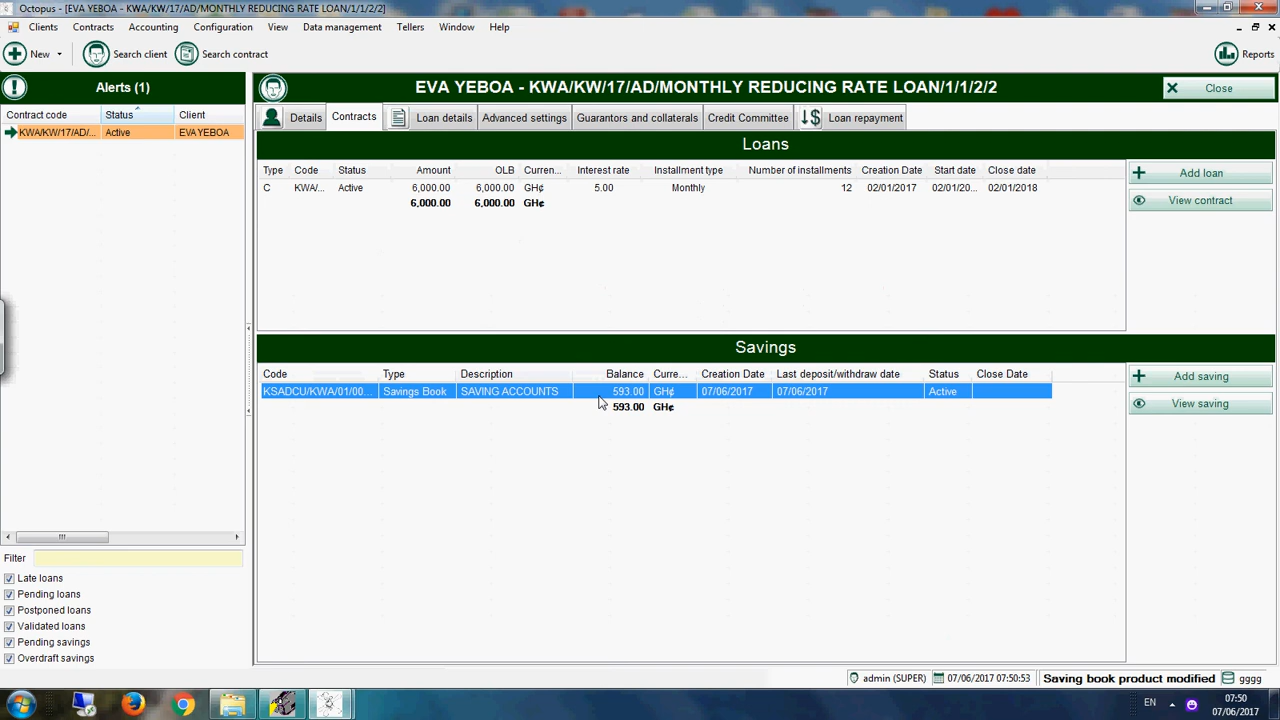 Octopus - [EVA YEBOA - KWA/KW/17/AD/MONTHLY REDUCING RATE LOAN/1/1/2/2]
Clients Contracts Accounting Configuration View Data management Tellers Window Help
New Search client Search contract Reports
Alerts (1)
EVA YEBOA - KWA/KW/17/AD/MONTHLY REDUCING RATE LOAN/1/1/2/2
Close
Contract code Status Client
KWA/KW/17/AD/... Active EVA YEBOA
Details Contracts Loan details Advanced settings Guarantors and collaterals Credit Committee Loan repayment
Loans
Type Code Status Amount OLB Curren... Interest rate Installment type Number of installments Creation Date Start date Close date
C KWA/... Active 6,000.00 6,000.00 GH¢ 5.00 Monthly 12 02/01/2017 02/01/20... 02/01/2018
6,000.00 6,000.00 GH¢
Add loan
View contract
Savings
Code Type Description Balance Curre... Creation Date Last deposit/withdraw date Status Close Date
KSADCU/KWA/01/00... Savings Book SAVING ACCOUNTS 593.00 GH¢ 07/06/2017 07/06/2017 Active
593.00 GH¢
Add saving
View saving
Filter
Late loans
Pending loans
Postponed loans
Validated loans
Pending savings
Overdraft savings
admin (SUPER) 07/06/2017 07:50:53 Saving book product modified gggg
EN 07:50
07/06/2017